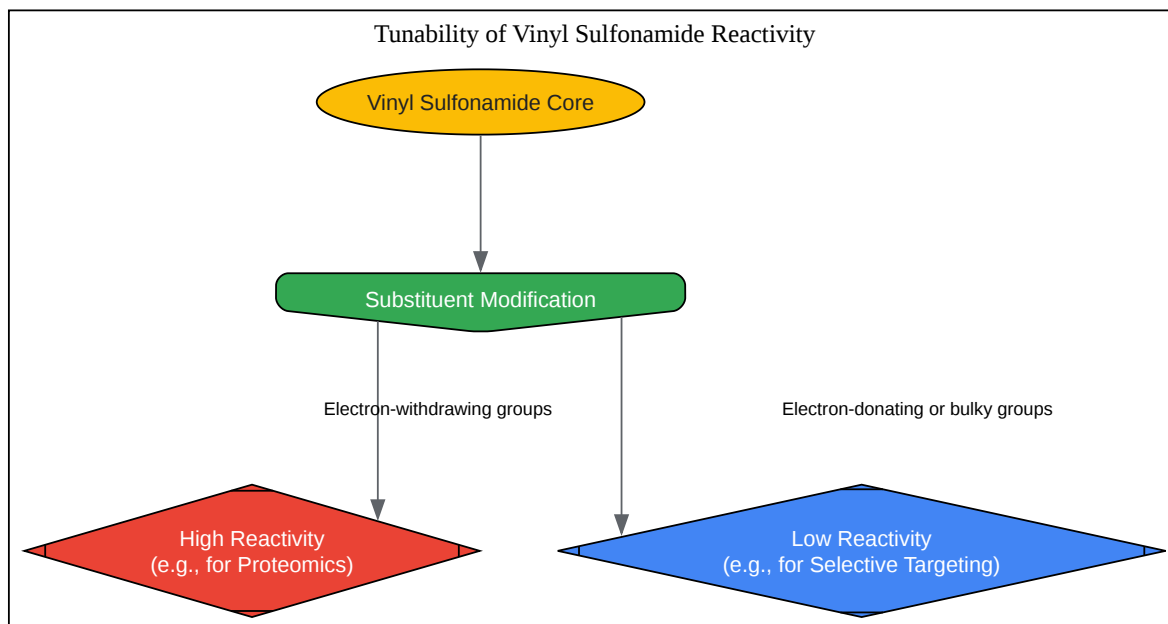 Tunability of Vinyl Sulfonamide Reactivity
Vinyl Sulfonamide Core
Substituent Modification
Electron-withdrawing groups
Electron-donating or bulky groups
High Reactivity
(e.g., for Proteomics)
Low Reactivity
(e.g., for Selective Targeting)